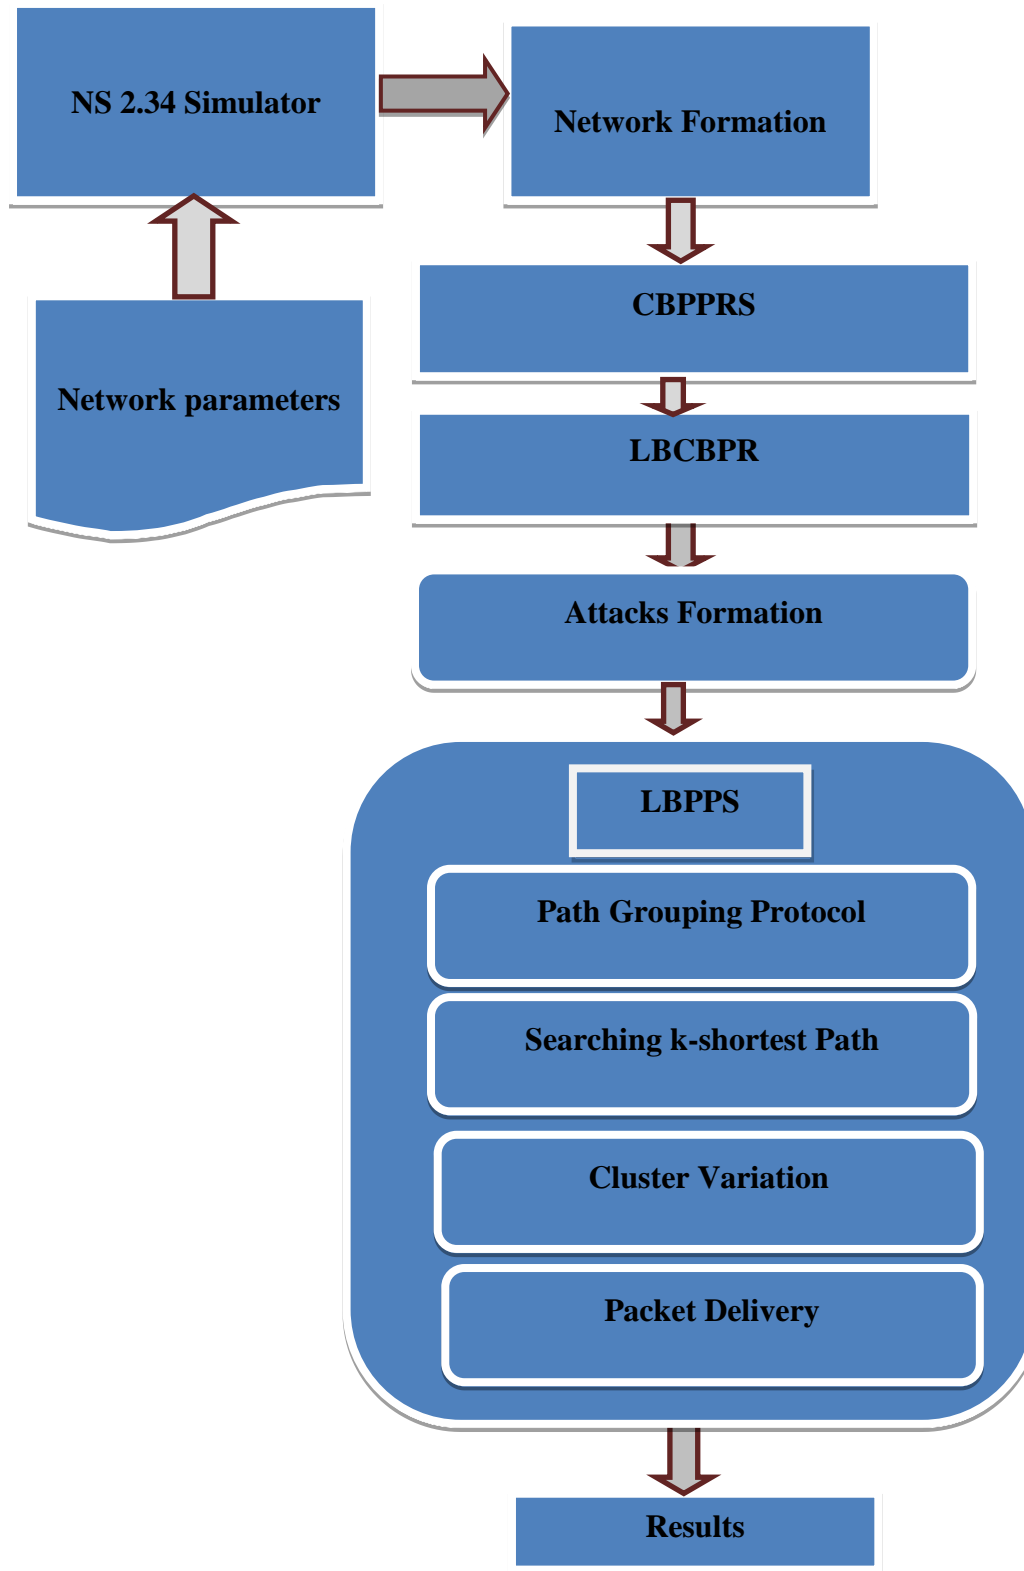 NS 2.34 Simulator
Network Formation
Network parameters
CBPPRS
LBCBPR
Attacks Formation
LBPPS
Path Grouping Protocol
Searching k-shortest Path
Cluster Variation
Packet Delivery
Results